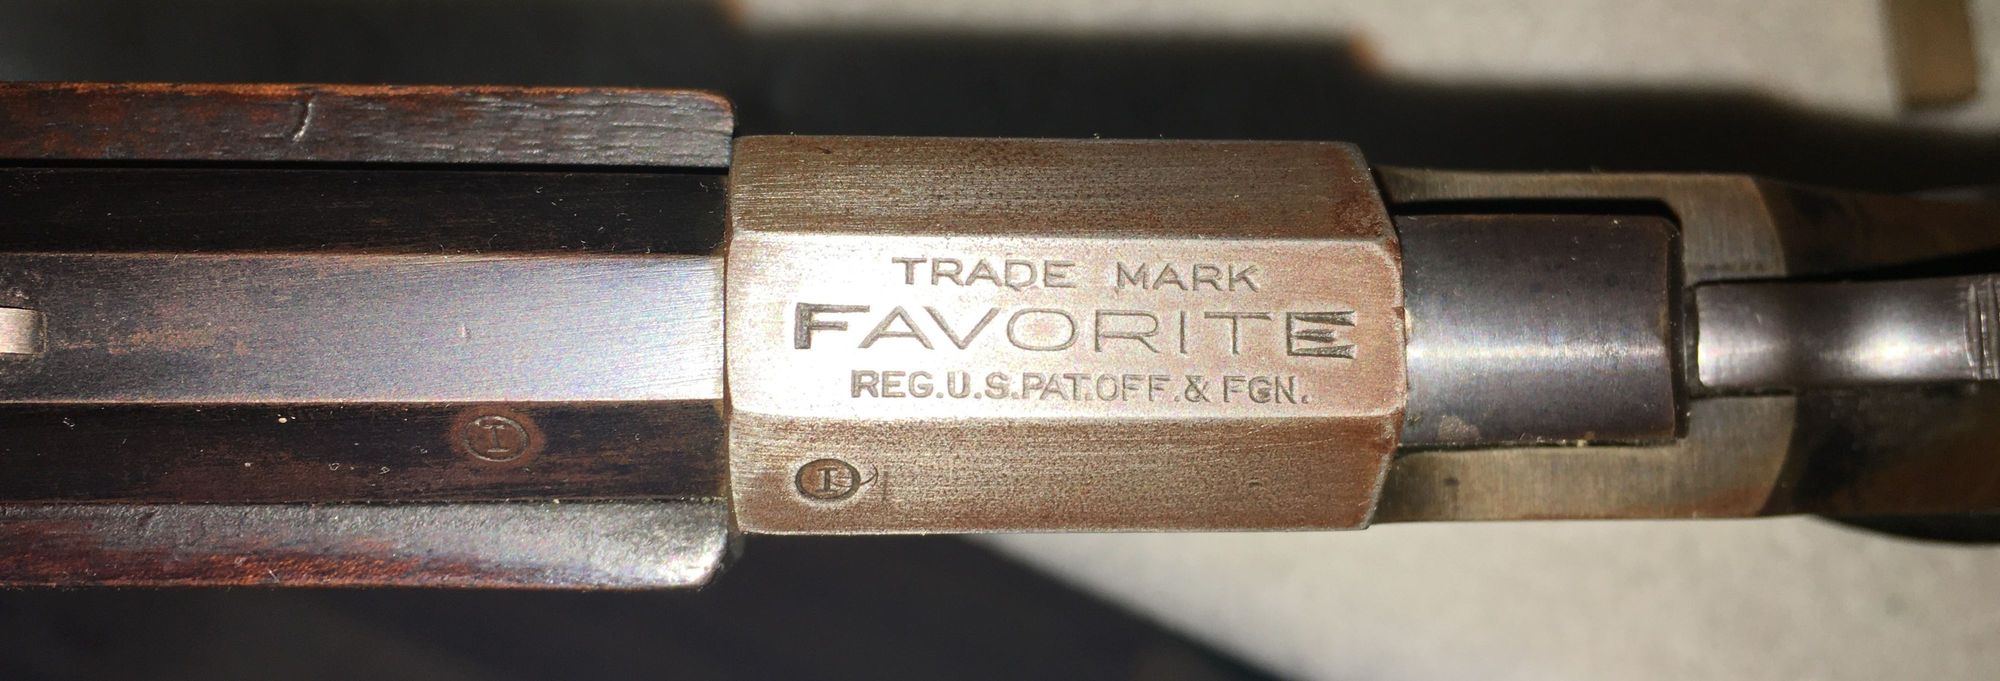 TRADE MARK
FAVORITE
REG.U.S.PAT.OFF.& FGN.
I
I